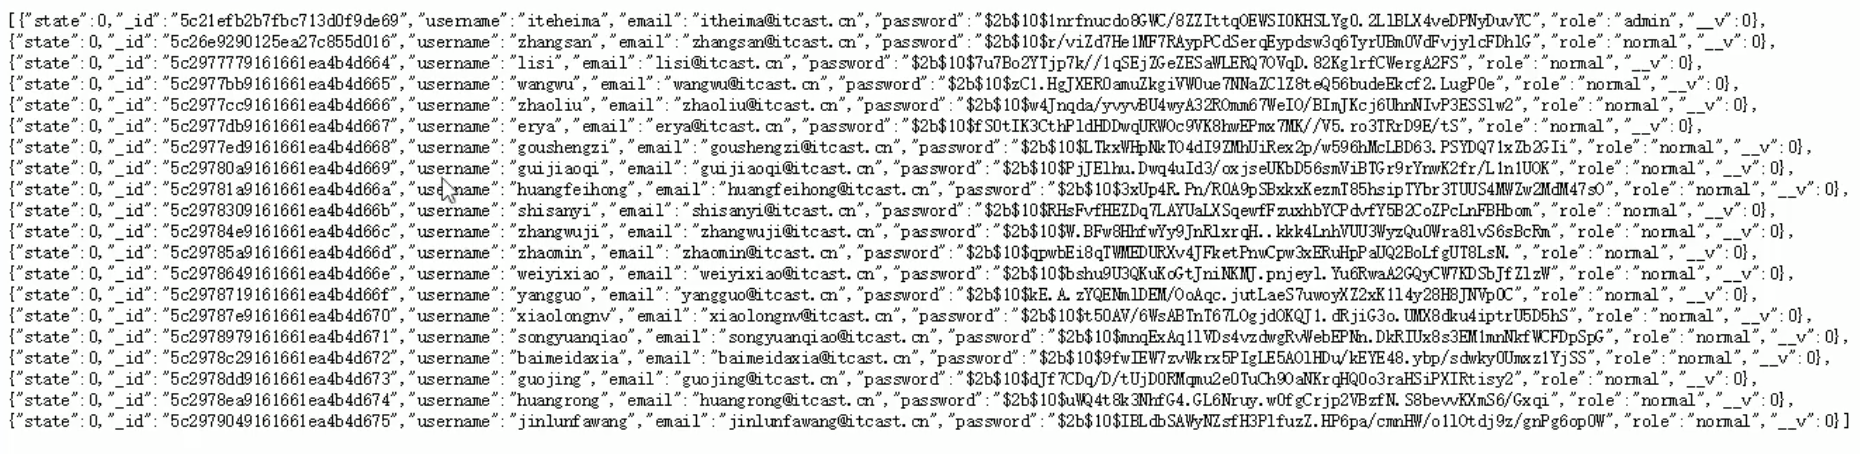 [{"state":0,"_id":"5c21efb2b7fbc713d0f9de69","username":"iteheima","email":"itheima@itcast.cn","password":"$2b$10$1nrfnucdo8GWC/8ZZIttqOEWSI0KHSLYg0.2LlBLX4veDPNyDuvYC","role":"admin","__v":0},
{"state":0,"_id":"5c26e9290125ea27c855d016","username":"zhangsan","email":"zhangsan@itcast.cn","password":"$2b$10$r/viZd7He1MF7RAypPCdSerqEypdsw3q6TyrUBmOVdFvjylcFDhlG","role":"normal","__v":0},
{"state":0,"_id":"5c2977779161661ea4b4d664","username":"lisi","email":"lisi@itcast.cn","password":"$2b$10$7u7Bo2YTjp7k//1qSEjZGeZESaWLERQ7OVqD.82KglrfCWergA2FS","role":"normal","__v":0},
{"state":0,"_id":"5c2977bb9161661ea4b4d665","username":"wangwu","email":"wangwu@itcast.cn","password":"$2b$10$zC1.HgJXEROamuZkgiVWOue7NNaZClZ8teQ56budeEkcf2.LugP0e","role":"normal","__v":0},
{"state":0,"_id":"5c2977cc9161661ea4b4d666","username":"zhaoliu","email":"zhaoliu@itcast.cn","password":"$2b$10$w4Jnqda/yvyvBU4wyA32ROmm67WeIO/BImJKcj6UhnNIvP3ESSlw2","role":"normal","__v":0},
{"state":0,"_id":"5c2977db9161661ea4b4d667","username":"erya","email":"erya@itcast.cn","password":"$2b$10$fS0tIK3CthPldHDDwqURWOc9VK8hwEPmx7MK//V5.ro3TRrD9E/tS","role":"normal","__v":0},
{"state":0,"_id":"5c2977ed9161661ea4b4d668","username":"goushengzi","email":"goushengzi@itcast.cn","password":"$2b$10$LTkxWHpNkTO4dI9ZMhUiRex2p/w596hMcLBD63.PSYDQ71xZb2GIi","role":"normal","__v":0},
{"state":0,"_id":"5c29780a9161661ea4b4d669","username":"guijiaoqi","email":"guijiaoqi@itcast.cn","password":"$2b$10$PjJElhu.Dwq4uId3/oxjseUKbD56smViBTGr9rYnwK2fr/L1n1UOK","role":"normal","__v":0},
{"state":0,"_id":"5c29781a9161661ea4b4d66a","username":"huangfeihong","email":"huangfeihong@itcast.cn","password":"$2b$10$3xUp4R.Pn/ROA9pSBxkxKezmT85hsipTYbr3TUUS4MWZw2MdM47sO","role":"normal","__v":0},
{"state":0,"_id":"5c2978309161661ea4b4d66b","username":"shisanyi","email":"shisanyi@itcast.cn","password":"$2b$10$RHsFvfHEZDq7LAYUaLXSqewfFzuxhbYCPdvfY5B2CoZPcLnFBHbom","role":"normal","__v":0},
{"state":0,"_id":"5c29784e9161661ea4b4d66c","username":"zhangwuji","email":"zhangwuji@itcast.cn","password":"$2b$10$W.BFw8HhfwYy9JnRlxrqH..kkk4LnhVUU3WyzQuOWra8lvS6sBcRm","role":"normal","__v":0},
{"state":0,"_id":"5c29785a9161661ea4b4d66d","username":"zhaomin","email":"zhaomin@itcast.cn","password":"$2b$10$qpwbEi8qTWMEDURXv4JFketPnwCpw3xERuHpPaUQ2BoLfgUT8LsN.","role":"normal","__v":0},
{"state":0,"_id":"5c2978649161661ea4b4d66e","username":"weiyixiao","email":"weiyixiao@itcast.cn","password":"$2b$10$bshu9U3QKuKoGtJniNKMJ.pnjeyl.Yu6RwaA2GQyCW7KDSbJfZlzW","role":"normal","__v":0},
{"state":0,"_id":"5c2978719161661ea4b4d66f","username":"yangguo","email":"yangguo@itcast.cn","password":"$2b$10$kE.A.zYQENmlDEM/OoAqc.jutLaeS7uwoyXZ2xK1l4y28H8JNVpOC","role":"normal","__v":0},
{"state":0,"_id":"5c29787e9161661ea4b4d670","username":"xiaolongnv","email":"xiaolongnv@itcast.cn","password":"$2b$10$t50AV/6WsABTnT67LOgjdOKQJ1.dRjiG3o.UMX8dku4iptrU5D5hS","role":"normal","__v":0},
{"state":0,"_id":"5c2978979161661ea4b4d671","username":"songyuanqiao","email":"songyuanqiao@itcast.cn","password":"$2b$10$mnqExAq1lVDs4vzdwgRvWebEPNn.DkRIUx8s3EM1mnNkfWCFDpSpG","role":"normal","__v":0},
{"state":0,"_id":"5c2978c29161661ea4b4d672","username":"baimeidaxia","email":"baimeidaxia@itcast.cn","password":"$2b$10$9fwIEW7zvWkrx5PIgLE5AOlHDu/kEYE48.ybp/sdwkyOUmxz1YjSS","role":"normal","__v":0},
{"state":0,"_id":"5c2978dd9161661ea4b4d673","username":"guojing","email":"guojing@itcast.cn","password":"$2b$10$dJf7CDq/D/tUjDORMqmu2e0TuCh9OaNKrqHQ0o3raHSiPXIRtisy2","role":"normal","__v":0},
{"state":0,"_id":"5c2978ea9161661ea4b4d674","username":"huangrong","email":"huangrong@itcast.cn","password":"$2b$10$uWQ4t8k3NhfG4.GL6Nruy.wOfgCrjp2VBzfN.S8bevvKXmS6/Gxqi","role":"normal","__v":0},
{"state":0,"_id":"5c2979049161661ea4b4d675","username":"jinlunfawang","email":"jinlunfawang@itcast.cn","password":"$2b$10$IBLdbSAWyNZsfH3PlfuzZ.HP6pa/cmnHW/o1lOtdj9z/gnPg6opOW","role":"normal","__v":0}]